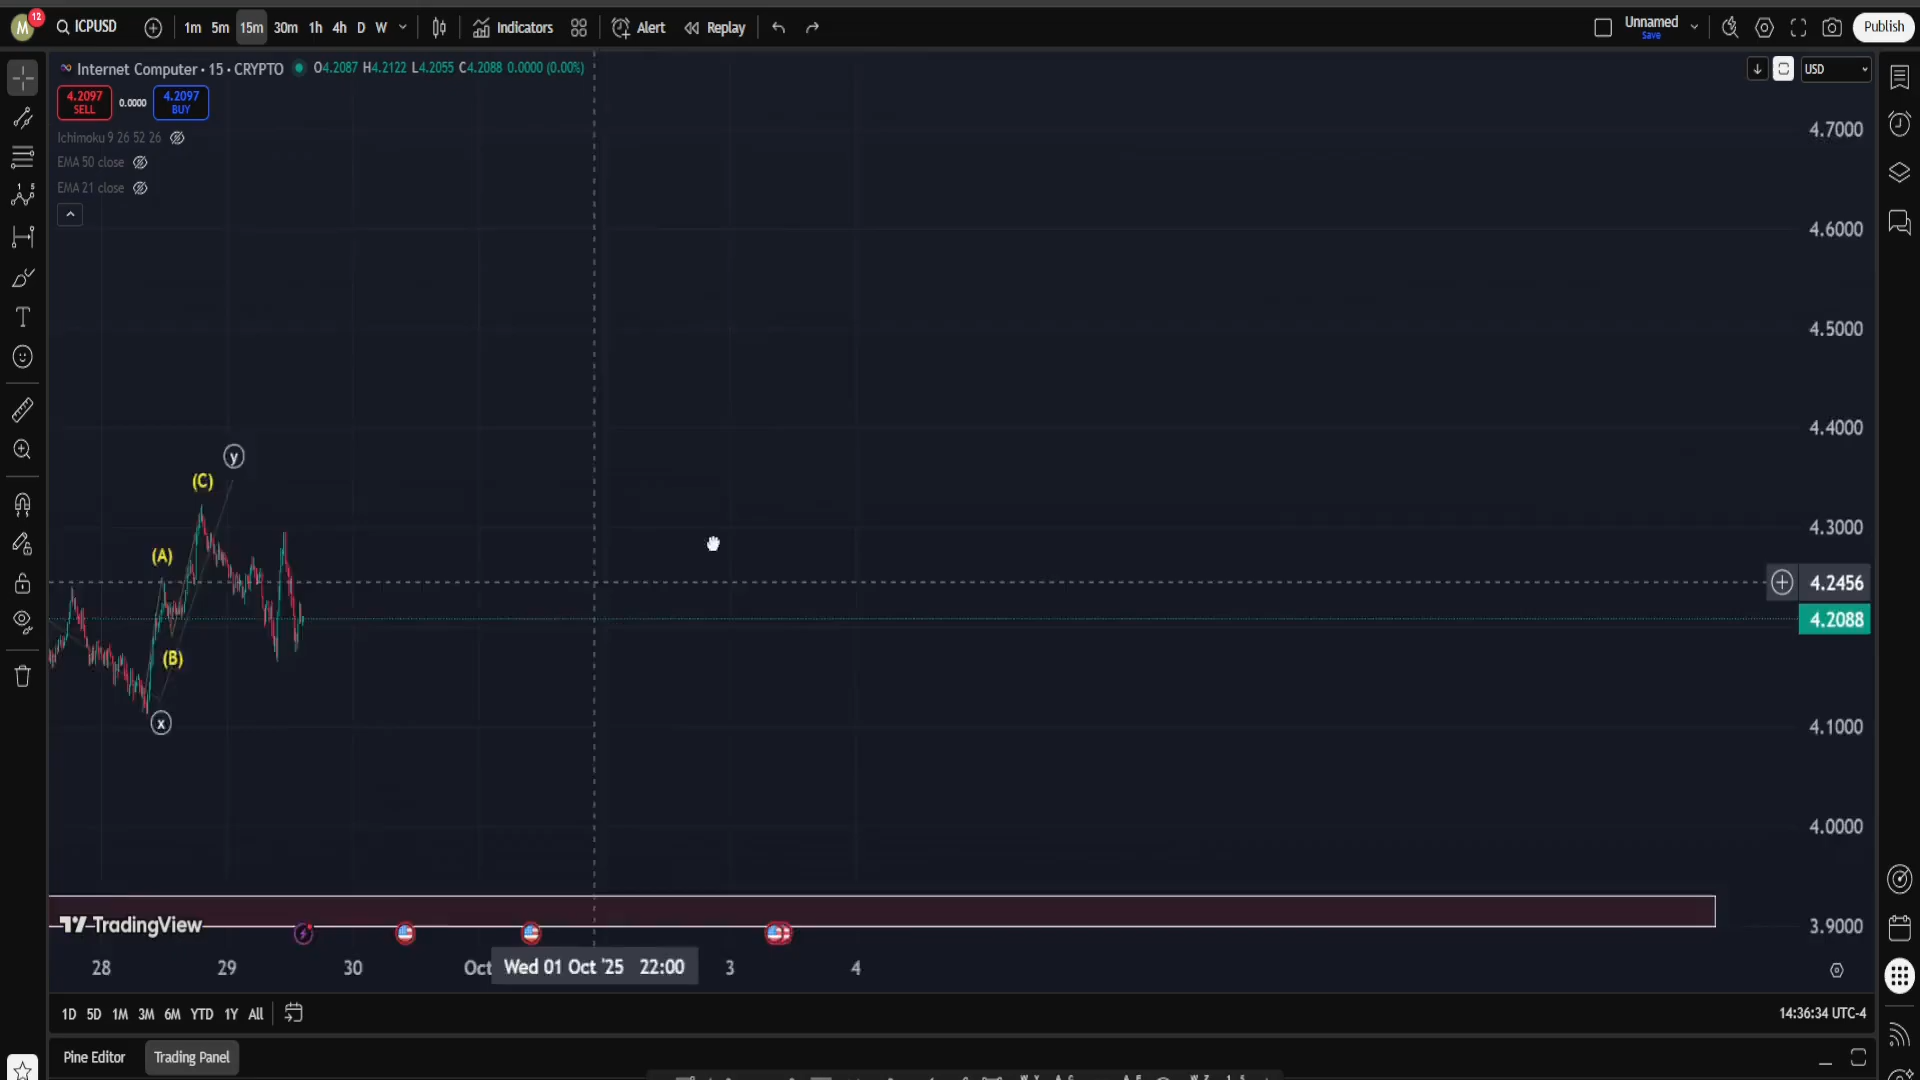 M 12 ICPUSD 1m 5m 15m 30m 1h 4h D W Indicators Alert Replay Unnamed Save Publish
Internet Computer · 15 · CRYPTO O4.2087 H4.2122 L4.2055 C4.2088 0.0000 (0.00%) USD
4.2097 SELL 0.0000 4.2097 BUY
Ichimoku 9 26 52 26
EMA 50 close
EMA 21 close
4.7000
4.6000
4.5000
4.4000
4.3000
4.2456
4.2088
4.1000
4.0000
3.9000
y
(C)
(A)
(B)
x
TradingView
28 29 30 Oct Wed 01 Oct '25 22:00 3 4
1D 5D 1M 3M 6M YTD 1Y All 14:36:34 UTC-4
Pine Editor Trading Panel